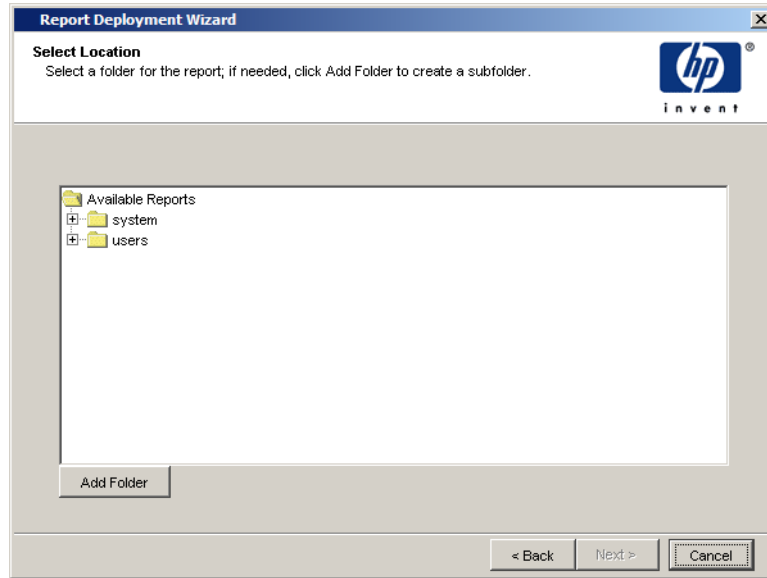 Report Deployment Wizard
Select Location
Select a folder for the report; if needed, click Add Folder to create a subfolder.
hp ®
invent
Available Reports
system
users
Add Folder
< Back Next > Cancel